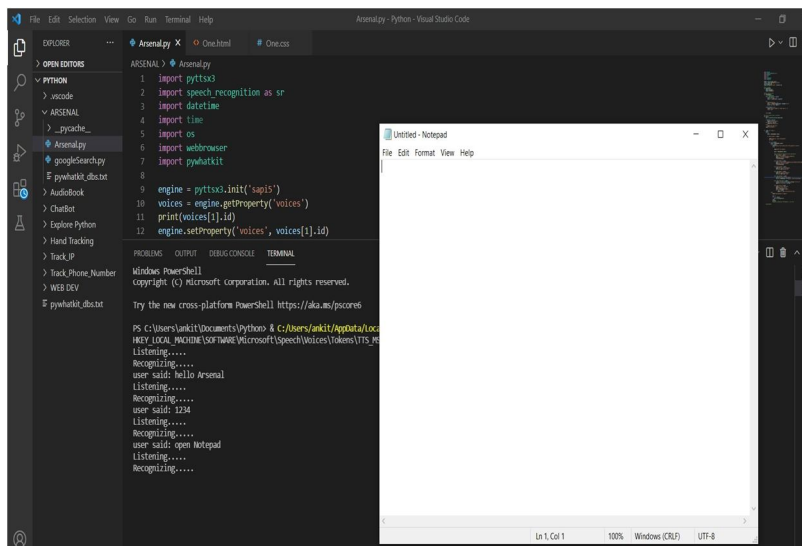 File Edit Selection View Go Run Terminal Help
Arsenal.py - Python - Visual Studio Code
EXPLORER ...
OPEN EDITORS
PYTHON
.vscode
ARSENAL
__pycache__
Arsenal.py
googleSearch.py
pywhatkit_dbs.txt
AudioBook
ChatBot
Explore Python
Hand Tracking
Track_IP
Track_Phone_Number
WEB DEV
pywhatkit_dbs.txt
Arsenal.py X One.html # One.css
ARSENAL > Arsenal.py
1 import pyttsx3
2 import speech_recognition as sr
3 import datetime
4 import time
5 import os
6 import webbrowser
7 import pywhatkit
8
9 engine = pyttsx3.init('sapi5')
10 voices = engine.getProperty('voices')
11 print(voices[1].id)
12 engine.setProperty('voices', voices[1].id)
PROBLEMS OUTPUT DEBUG CONSOLE TERMINAL
Windows PowerShell
Copyright (C) Microsoft Corporation. All rights reserved.
Try the new cross-platform PowerShell https://aka.ms/pscore6
PS C:\Users\ankit\Documents\Python> & C:/Users/ankit/AppData/Loca
HKEY_LOCAL_MACHINE\SOFTWARE\Microsoft\Speech\Voices\Tokens\TTS_MS
Listening.....
Recognizing.....
user said: hello Arsenal
Listening.....
Recognizing.....
user said: 1234
Listening.....
Recognizing.....
user said: open Notepad
Listening.....
Recognizing.....
Untitled - Notepad
File Edit Format View Help
Ln 1, Col 1 100% Windows (CRLF) UTF-8